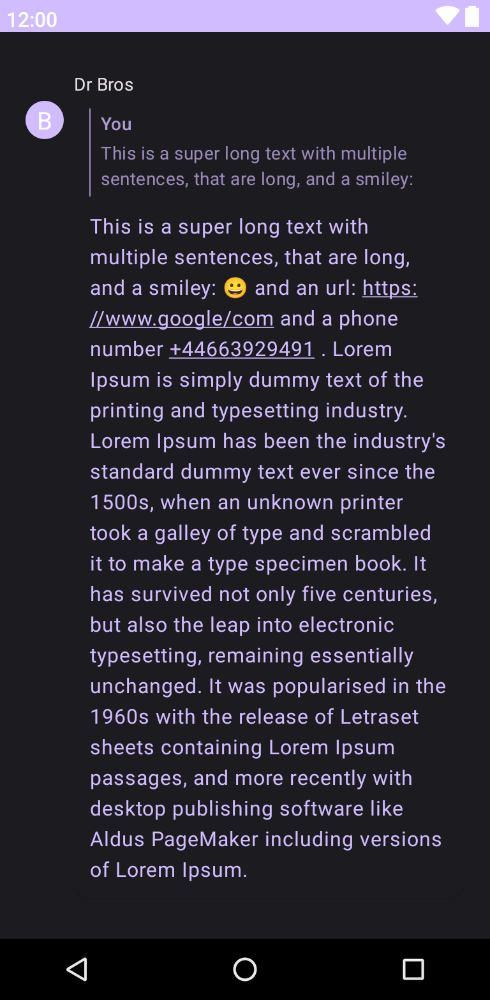 12:00
Dr Bros
B
You
This is a super long text with multiple
sentences, that are long, and a smiley:
This is a super long text with
multiple sentences, that are long,
and a smiley: 😀 and an url: https:
//www.google/com and a phone
number +44663929491 . Lorem
Ipsum is simply dummy text of the
printing and typesetting industry.
Lorem Ipsum has been the industry's
standard dummy text ever since the
1500s, when an unknown printer
took a galley of type and scrambled
it to make a type specimen book. It
has survived not only five centuries,
but also the leap into electronic
typesetting, remaining essentially
unchanged. It was popularised in the
1960s with the release of Letraset
sheets containing Lorem Ipsum
passages, and more recently with
desktop publishing software like
Aldus PageMaker including versions
of Lorem Ipsum.